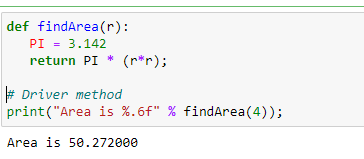 def findArea(r):
    PI = 3.142
    return PI * (r*r);
# Driver method
print("Area is %.6f" % findArea(4));
Area is 50.272000